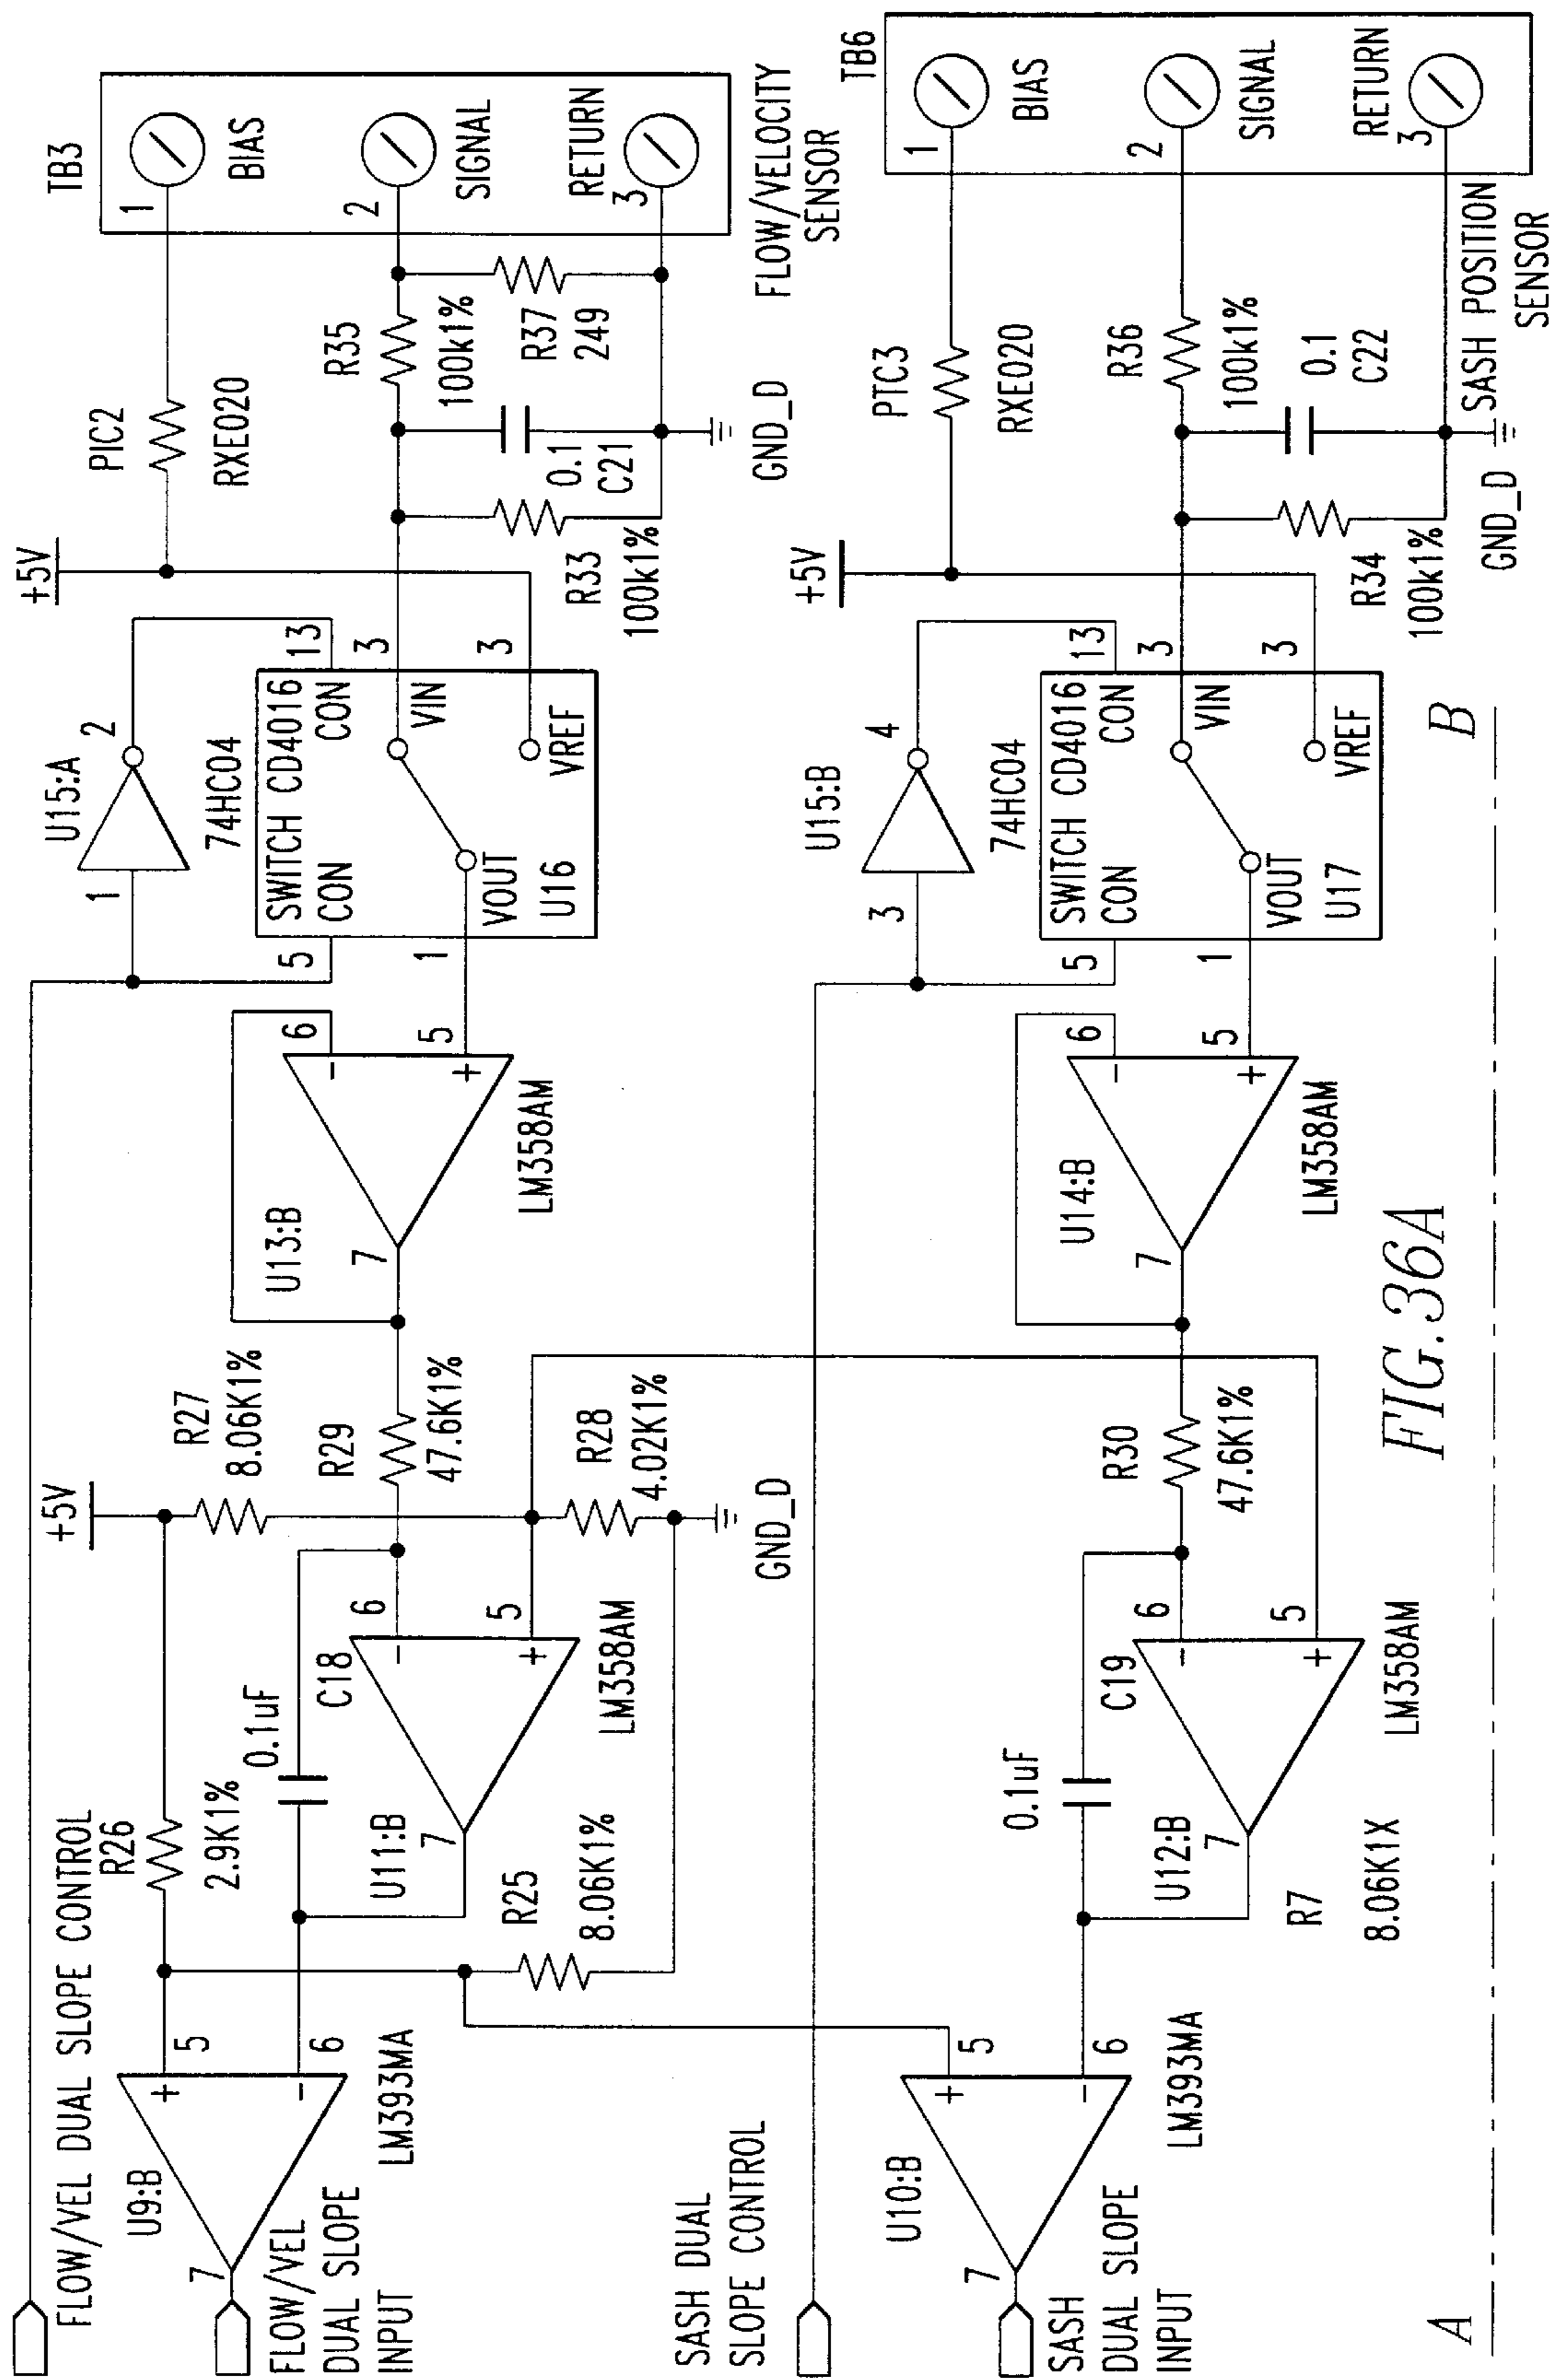 FLOW/VEL DUAL SLOPE CONTROL
U9:B
7
+
5
-
6
LM393MA
FLOW/VEL
DUAL SLOPE
INPUT
R26
2.9K1%
0.1uF
C18
U11:B
7
-
6
+
5
LM358AM
R25
8.06K1%
+5V
R27
8.06K1%
R29
47.6K1%
R28
4.02K1%
GND_D
U13:B
7
-
6
+
5
LM358AM
U15:A
1
2
74HC04
SWITCH CD4016
CON
CON
5
13
VIN
3
VOUT
1
VREF
3
U16
+5V
PIC2
RXE020
R35
100k1%
R33
100k1%
0.1
C21
R37
249
GND_D
TB3
1
BIAS
2
SIGNAL
RETURN
3
FLOW/VELOCITY
SENSOR
SASH DUAL
SLOPE CONTROL
U10:B
7
+
5
-
6
LM393MA
SASH
DUAL SLOPE
INPUT
0.1uF
C19
U12:B
7
-
6
+
5
LM358AM
R7
8.06K1X
R30
47.6K1%
U14:B
7
-
6
+
5
LM358AM
U15:B
3
4
74HC04
SWITCH CD4016
CON
CON
5
13
VIN
3
VOUT
1
VREF
3
U17
+5V
PTC3
RXE020
R36
100k1%
R34
100k1%
0.1
C22
GND_D
TB6
1
BIAS
2
SIGNAL
RETURN
3
SASH POSITION
SENSOR
FIG.36A
A
B